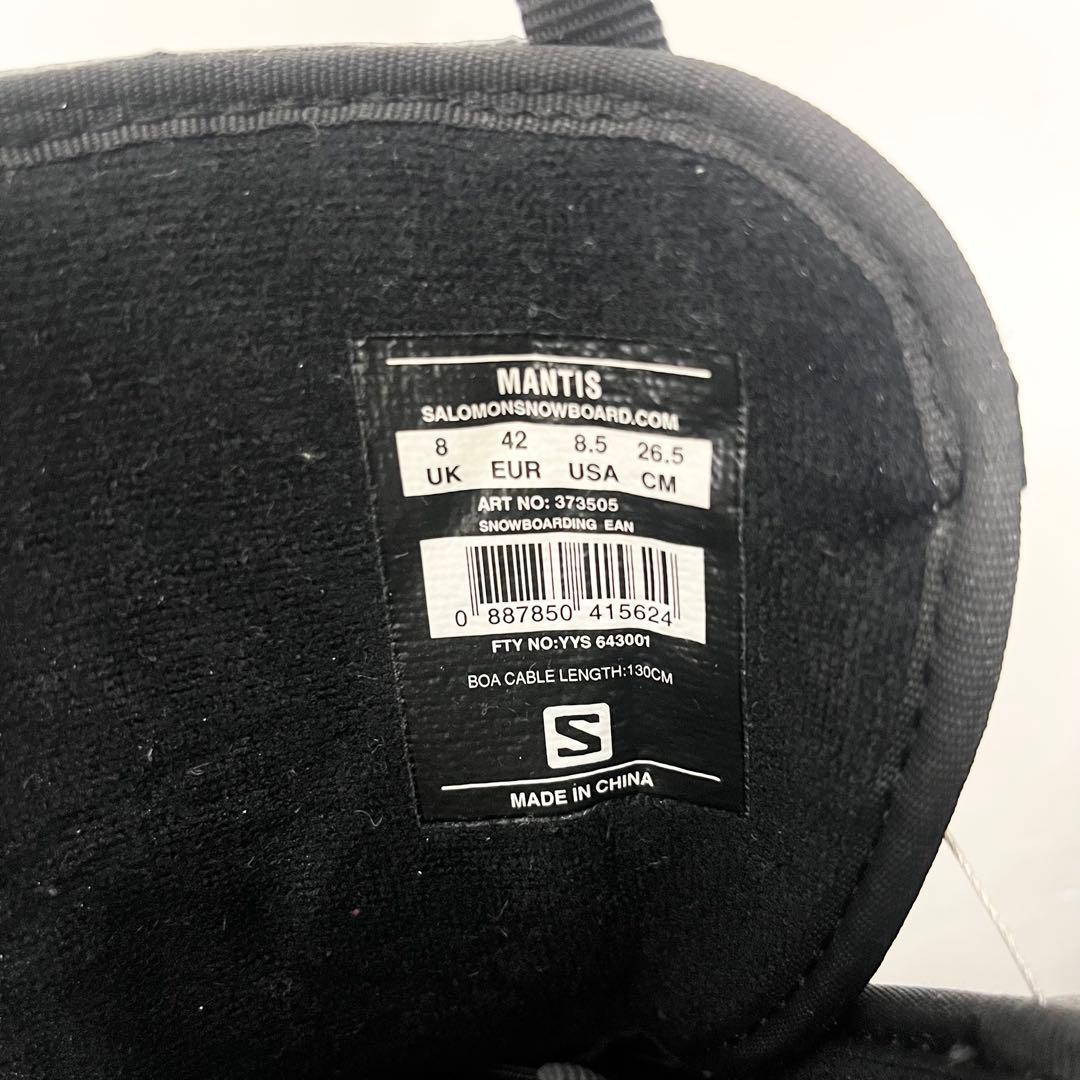 MANTIS
SALOMONSNOWBOARD.COM
8 42 8.5 26.5
UK EUR USA CM
ART NO: 373505
SNOWBOARDING EAN
0 887850 415624
FTY NO:YYS 643001
BOA CABLE LENGTH:130CM
S
MADE İN CHINA